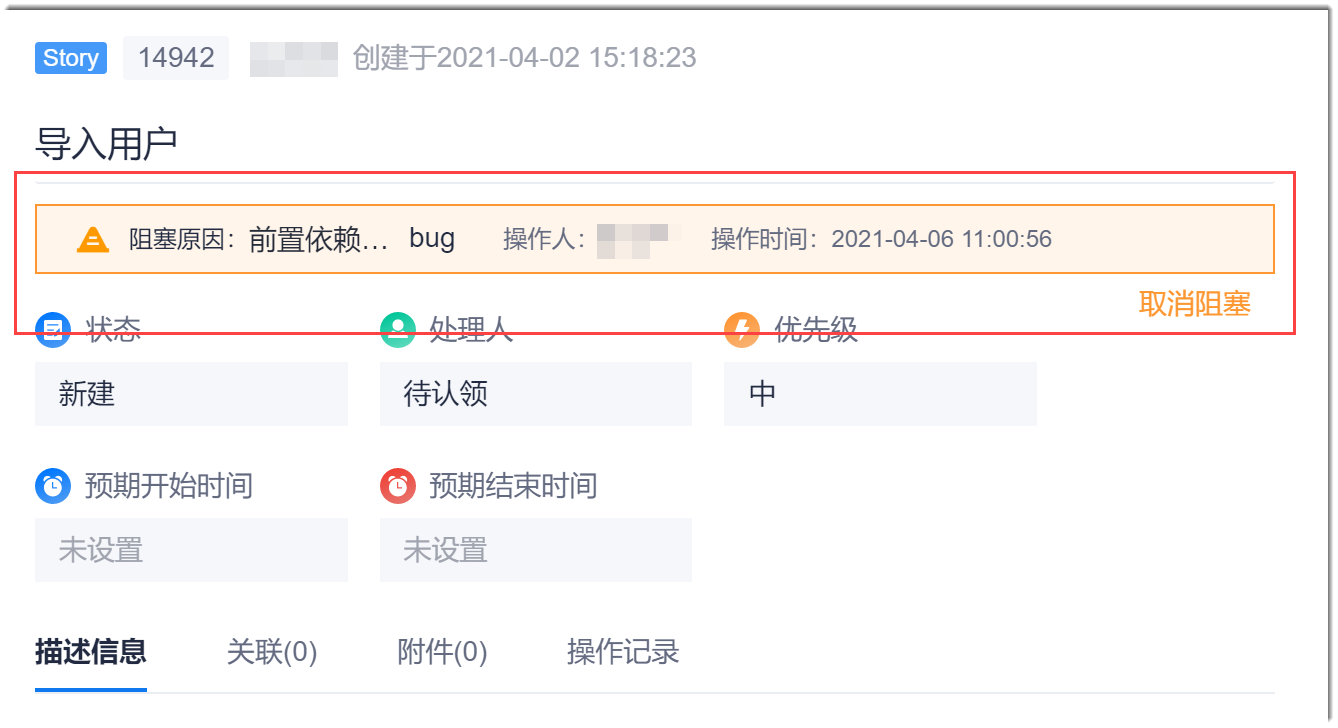 Story 14942 创建于2021-04-02 15:18:23
导入用户
阻塞原因：前置依赖… bug 操作人： 操作时间：2021-04-06 11:00:56
取消阻塞
状态 处理人 优先级
新建 待认领 中
预期开始时间 预期结束时间
未设置 未设置
描述信息 关联(0) 附件(0) 操作记录